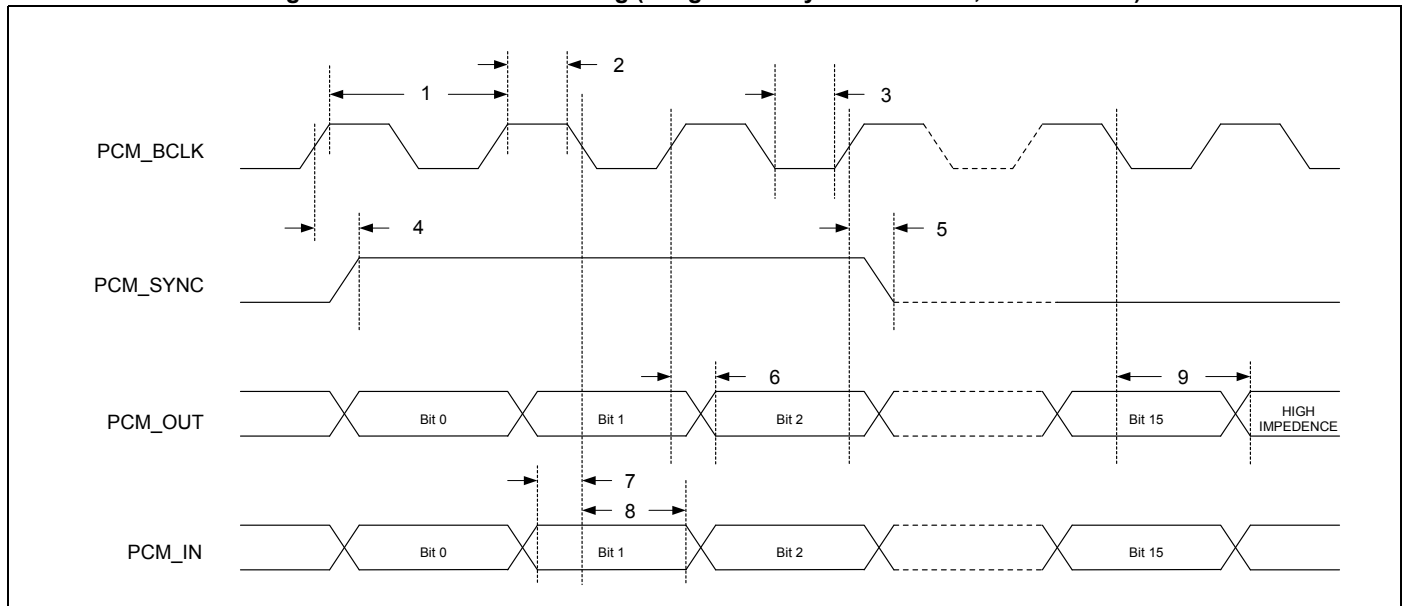 1
2
3
PCM_BCLK
4
5
PCM_SYNC
6
9
PCM_OUT
Bit 0
Bit 1
Bit 2
Bit 15
HIGH
IMPEDENCE
7
8
PCM_IN
Bit 0
Bit 1
Bit 2
Bit 15